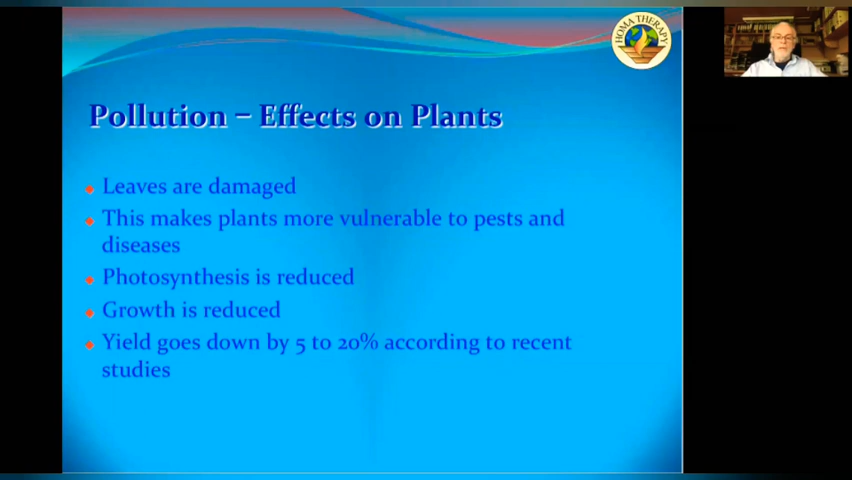 HOMA THERAPY
Pollution – Effects on Plants
Leaves are damaged
This makes plants more vulnerable to pests and
diseases
Photosynthesis is reduced
Growth is reduced
Yield goes down by 5 to 20% according to recent
studies